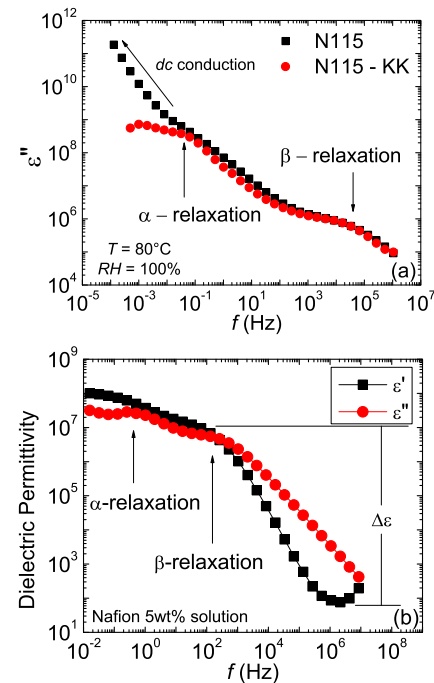 N115
N115 - KK
dc conduction
β – relaxation
α – relaxation
T = 80°C
RH = 100%
(a)
ε"
10^12
10^10
10^8
10^6
10^4
10^-5 10^-3 10^-1 10^1 10^3 10^5 10^7
f (Hz)
ε'
ε"
α-relaxation
β-relaxation
Δε
Nafion 5wt% solution
(b)
Dielectric Permittivity
10^9
10^7
10^5
10^3
10^1
10^-2 10^0 10^2 10^4 10^6 10^8
f (Hz)